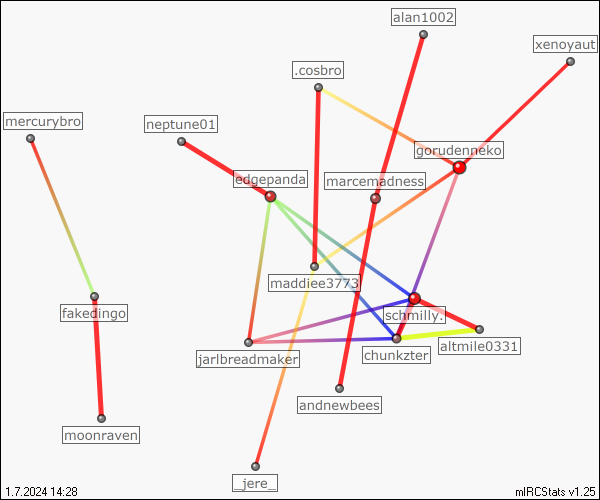 alan1002
xenoyaut
.cosbro
mercurybro
neptune01
gorudenneko
edgepanda
marcemadness
maddiee3773
fakedingo
schmilly.
altmile0331
jarlbreadmaker
chunkzter
andnewbees
moonraven
_jere_
1.7.2024 14:28
mIRCStats v1.25